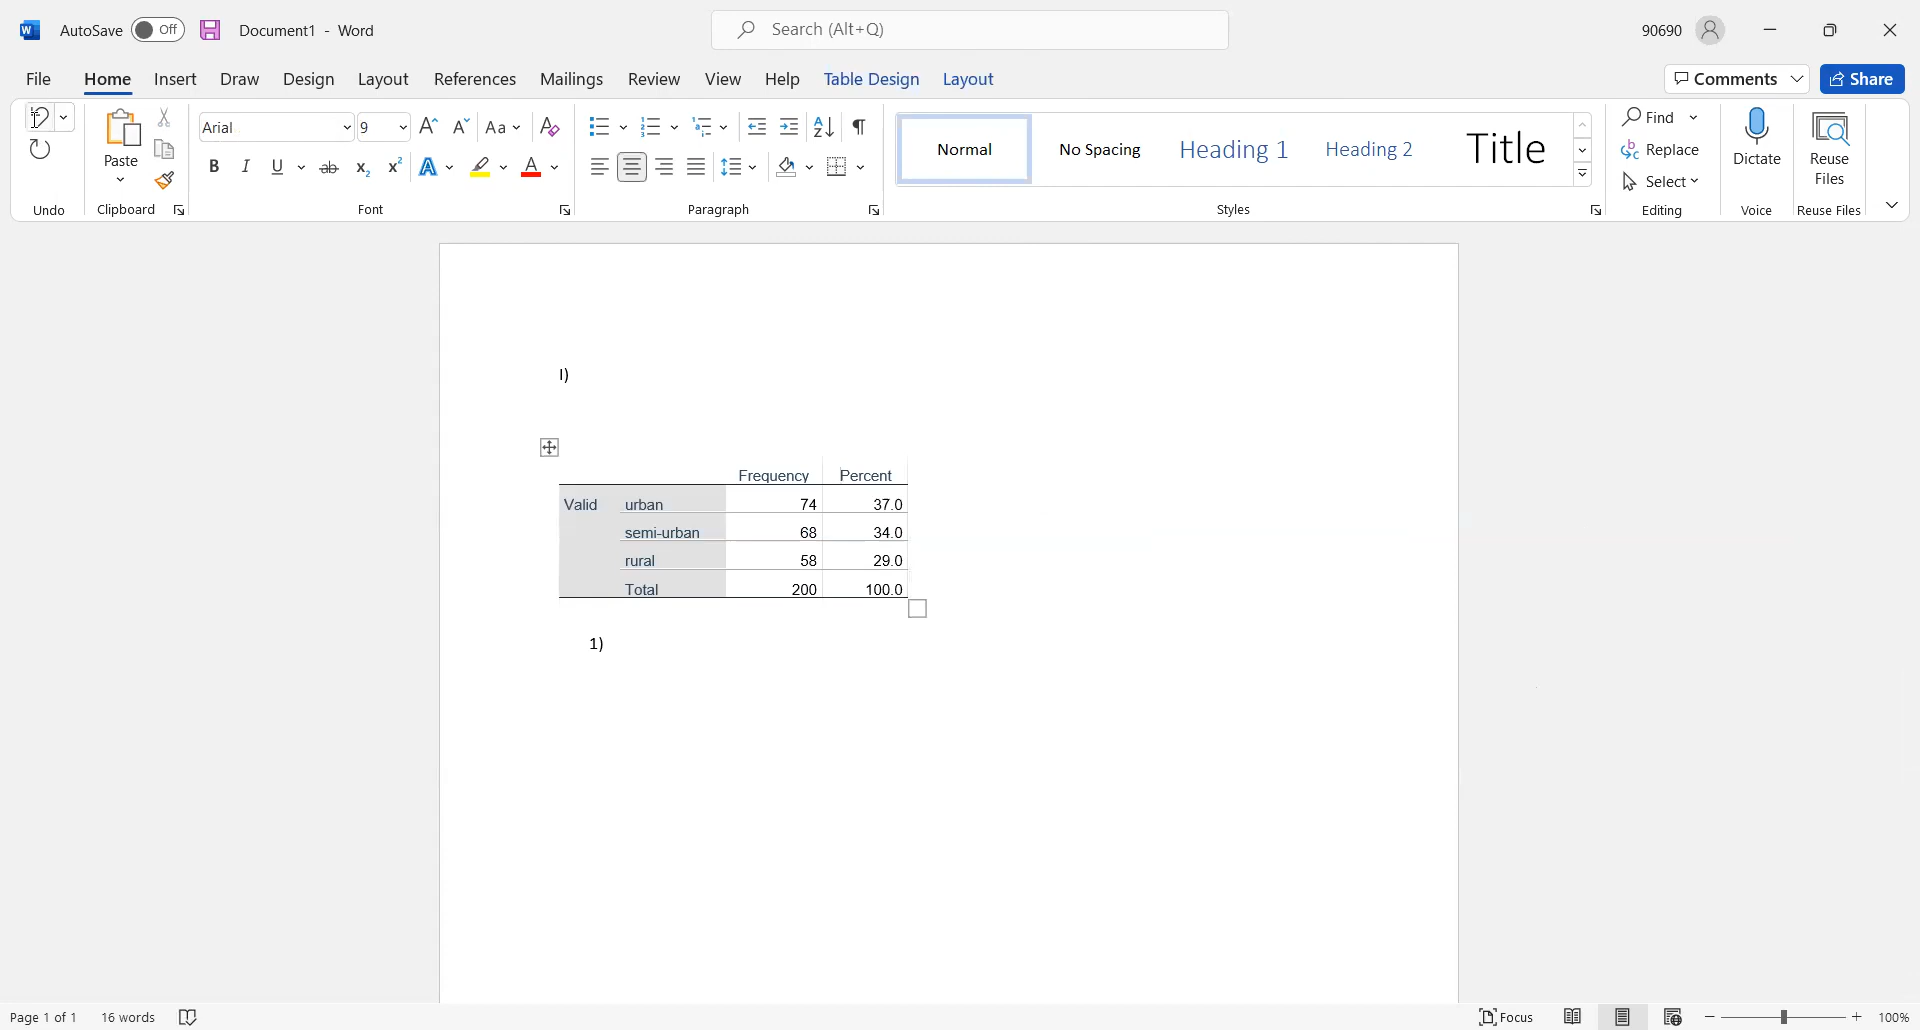 AutoSave Off Document1 - Word Search (Alt+Q) 90690
File Home Insert Draw Design Layout References Mailings Review View Help Table Design Layout Comments Share
Arial 9 Aa Normal No Spacing Heading 1 Heading 2 Title Find
Paste B I U ab x₂ x² A A Replace Dictate Reuse Files
Select
Undo Clipboard Font Paragraph Styles Editing Voice Reuse Files
I)
Frequency Percent
Valid urban 74 37.0
semi-urban 68 34.0
rural 58 29.0
Total 200 100.0
1)
Page 1 of 1 16 words Focus 100%